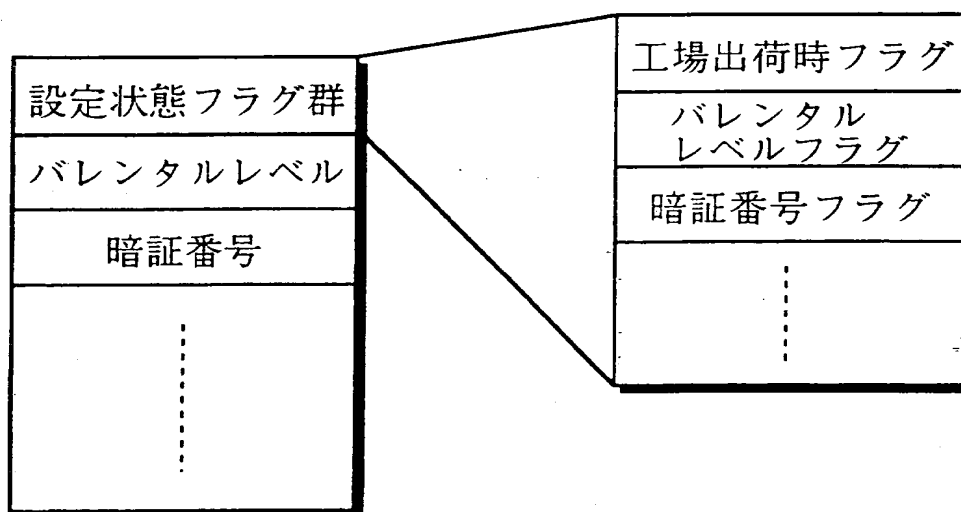 設定状態フラグ群
バレンタルレベル
暗証番号
工場出荷時フラグ
バレンタル
レベルフラグ
暗証番号フラグ